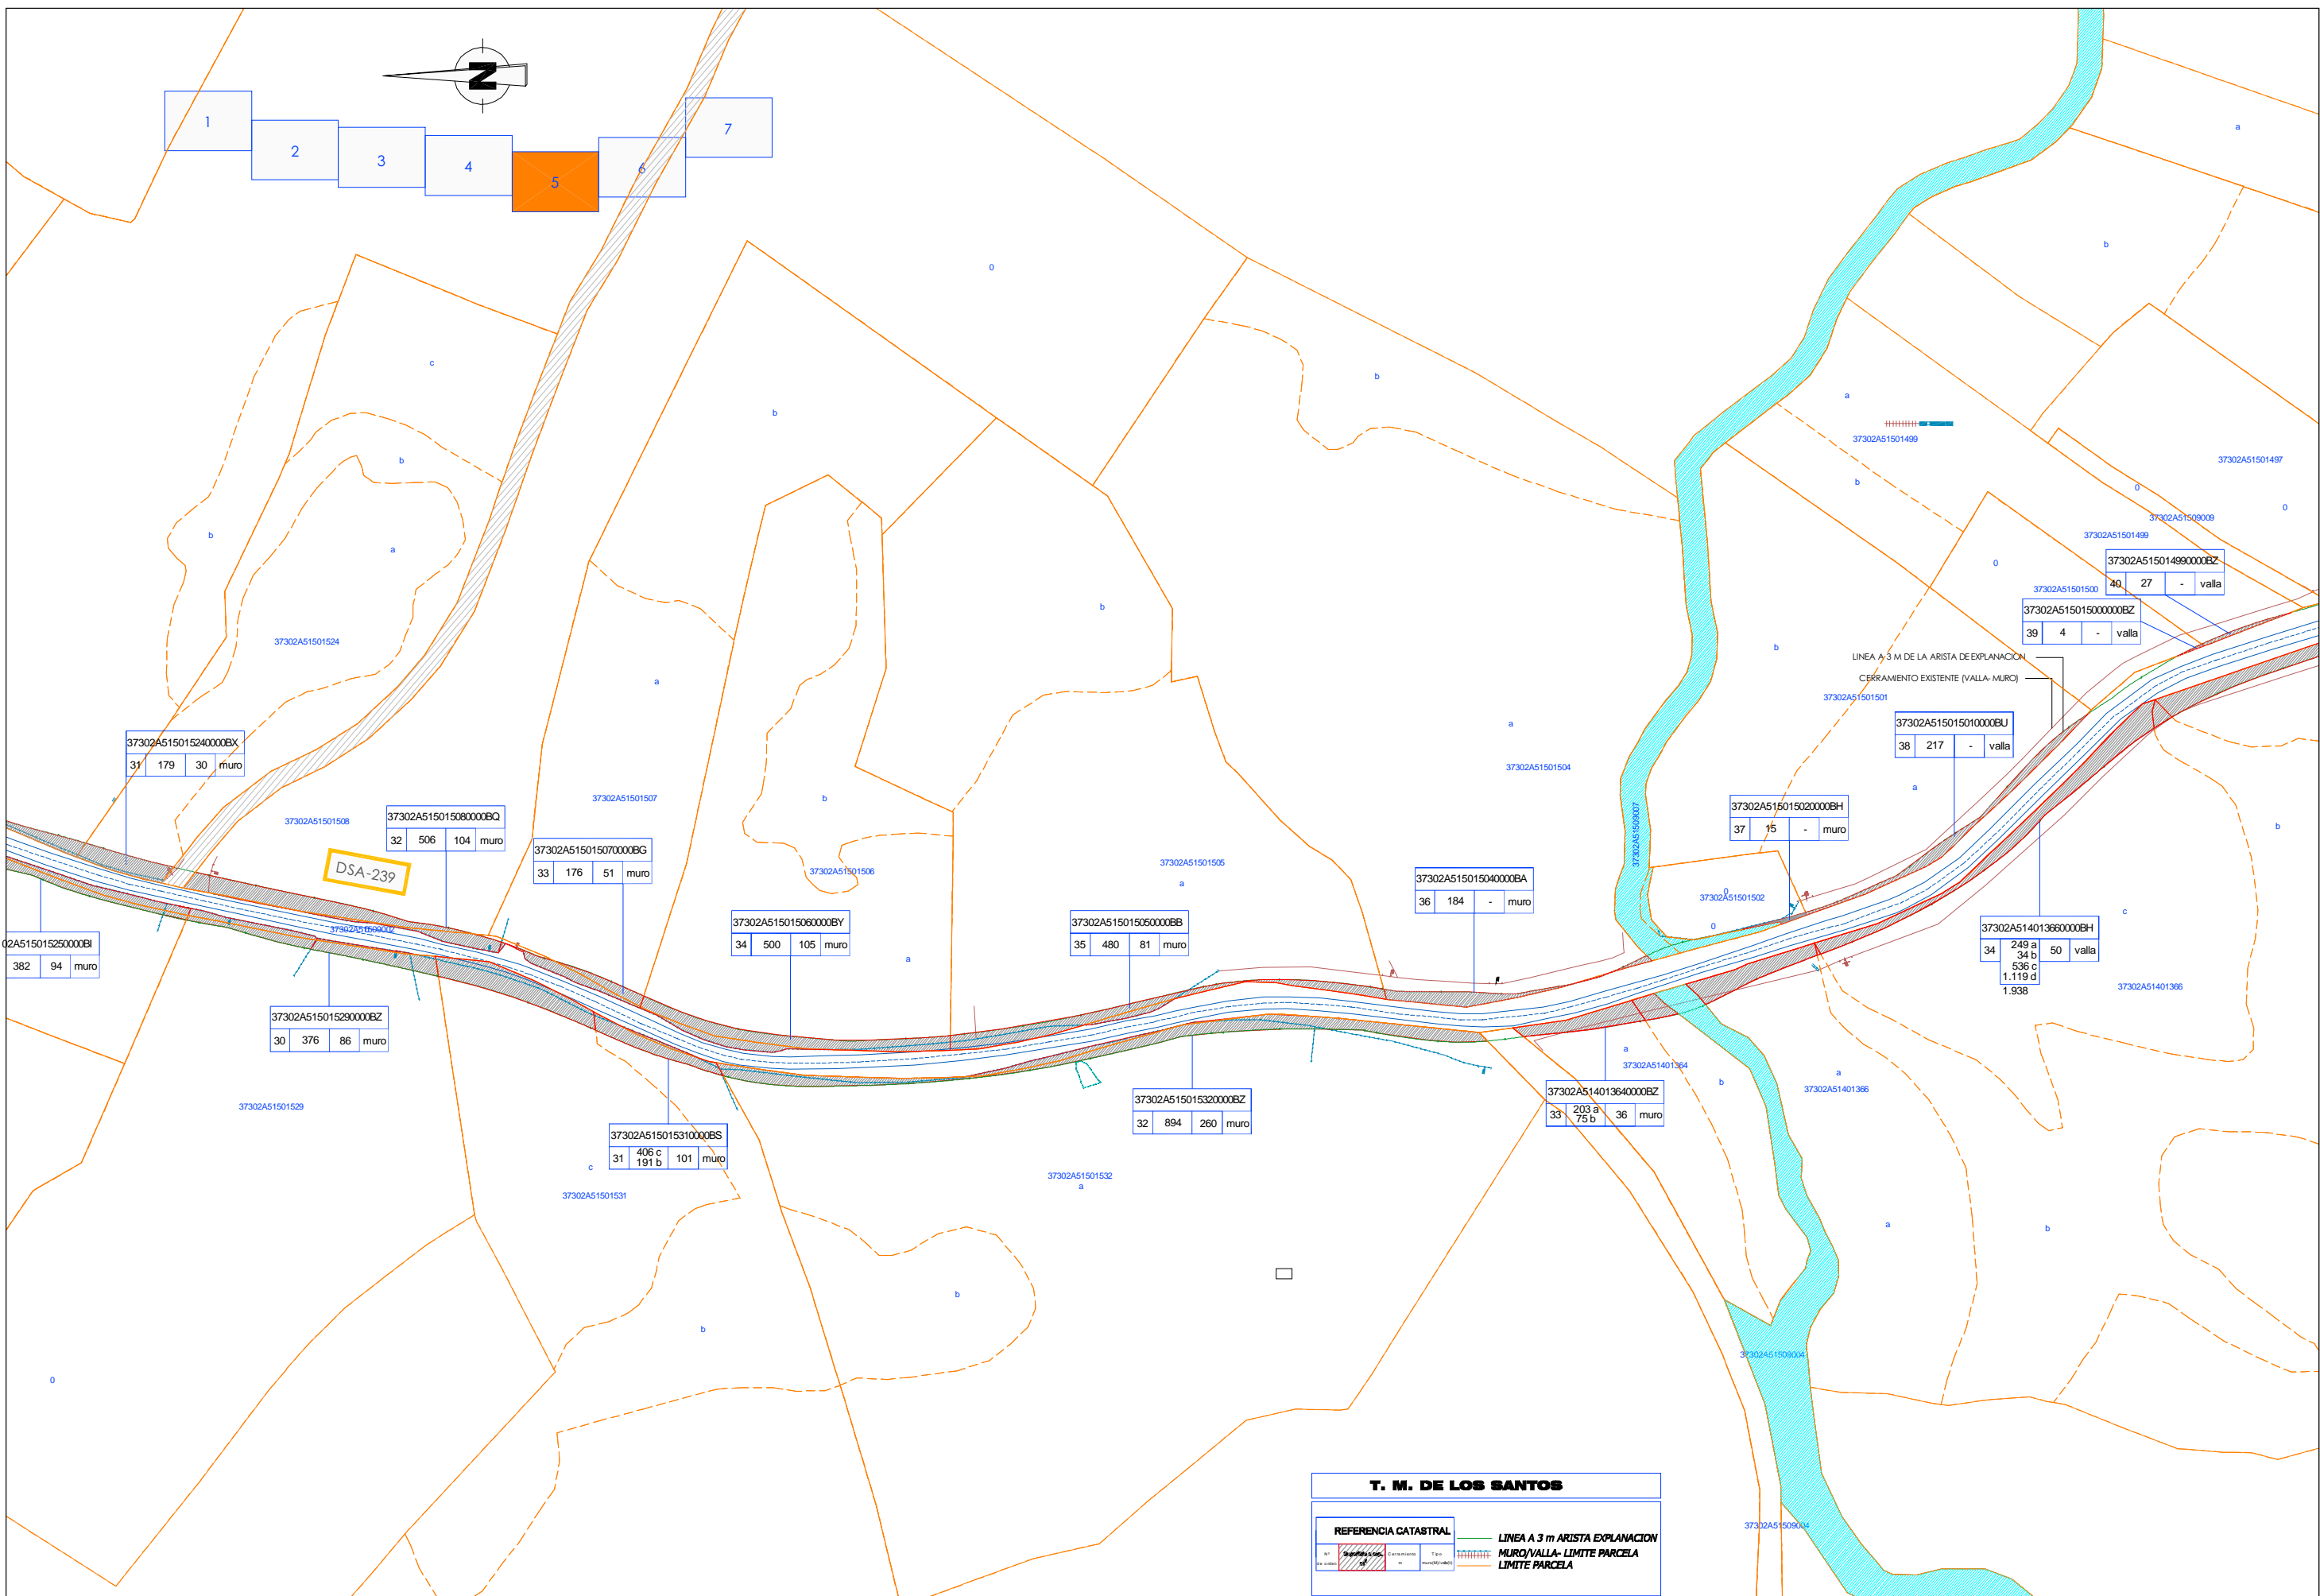 N
1
2
3
4
5
6
7
a
b
0
c
b
b
a
37302A51501499
b
37302A51501497
0
b
b
a
37302A51509009
0
37302A51501499
0
37302A515014990000BZ
40 27 - valla
37302A51501500
37302A515015000000BZ
39 4 - valla
b
37302A51501524
b
LINEA A 3 M DE LA ARISTA DE EXPLANACION
CERRAMIENTO EXISTENTE (VALLA- MURO)
a
37302A51501501
37302A515015010000BU
38 217 - valla
a
37302A51501504
37302A515015240000BX
31 179 30 muro
37302A51501507
b
a
37302A51501508
37302A515015080000BQ
32 506 104 muro
37302A515015020000BH
37 15 - muro
37302A51509007
b
37302A515015070000BG
33 176 51 muro
DSA-239
37302A51501506
37302A51501505
a
37302A515015040000BA
36 184 - muro
0
37302A51501502
0
c
37302A51509002
37302A515015060000BY
34 500 105 muro
37302A515015050000BB
35 480 81 muro
37302A514013660000BH
34 249 a 50 valla
34 b
536 c
1.119 d
1.938
02A515015250000BI
382 94 muro
a
37302A51401366
37302A515015290000BZ
30 376 86 muro
a
37302A51401364
b
a
37302A51401366
37302A515015320000BZ
32 894 260 muro
37302A514013640000BZ
33 203 a 36 muro
75 b
37302A51501529
37302A515015310000BS
31 406 c 101 muro
191 b
c
37302A51501531
37302A51501532
a
a
b
b
b
37302A51509004
0
T. M. DE LOS SANTOS
REFERENCIA CATASTRAL
LINEA A 3 m ARISTA EXPLANACION
MURO/VALLA- LIMITE PARCELA
LIMITE PARCELA
37302A51509004